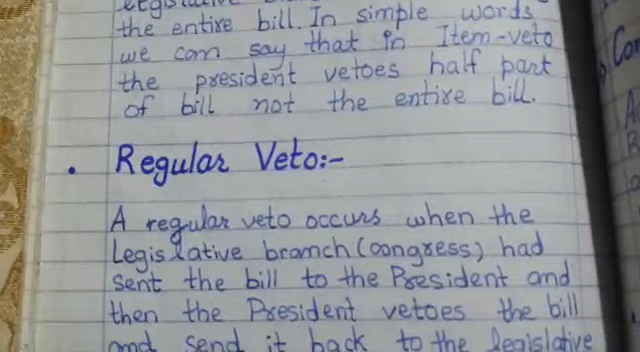 Legislative
the entire bill. In simple words
we can say that in Item-veto
the president vetoes half part
of bill not the entire bill.
• Regular Veto:-
A regular veto occurs when the
Legislative branch (congress) had
sent the bill to the President and
then the President vetoes the bill
and send it back to the legislative